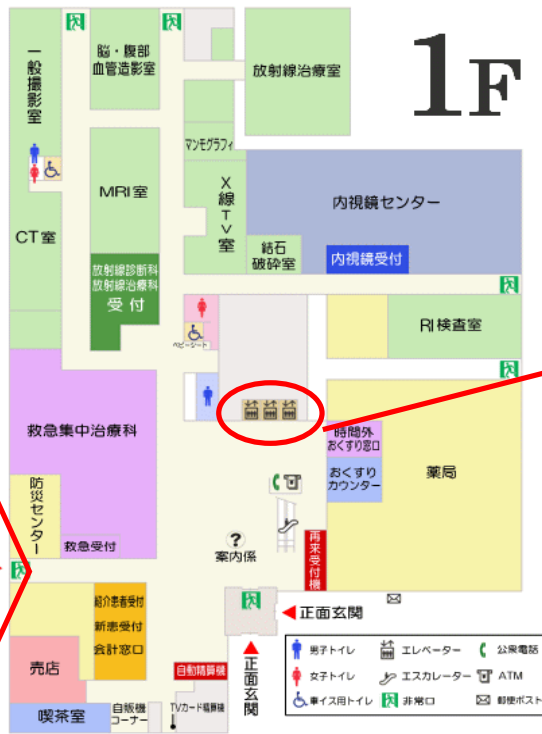 1F
一般撮影室
脳・腹部
血管造影室
放射線治療室
マンモグラフィ
MRI室
X線TV室
内視鏡センター
CT室
結石
破砕室
内視鏡受付
放射線診断科
放射線治療科
受付
RI検査室
ベビーシート
救急集中治療科
時間外
おくすり窓口
おくすり
カウンター
薬局
防災センター
救急受付
?
案内係
再来受付機
紹介患者受付
新患受付
会計窓口
正面玄関
正面玄関
売店
自動精算機
喫茶室
自販機
コーナー
TVカード精算機
男子トイレ
エレベーター
公衆電話
女子トイレ
エスカレーター
ATM
車イス用トイレ
非常口
郵便ポスト